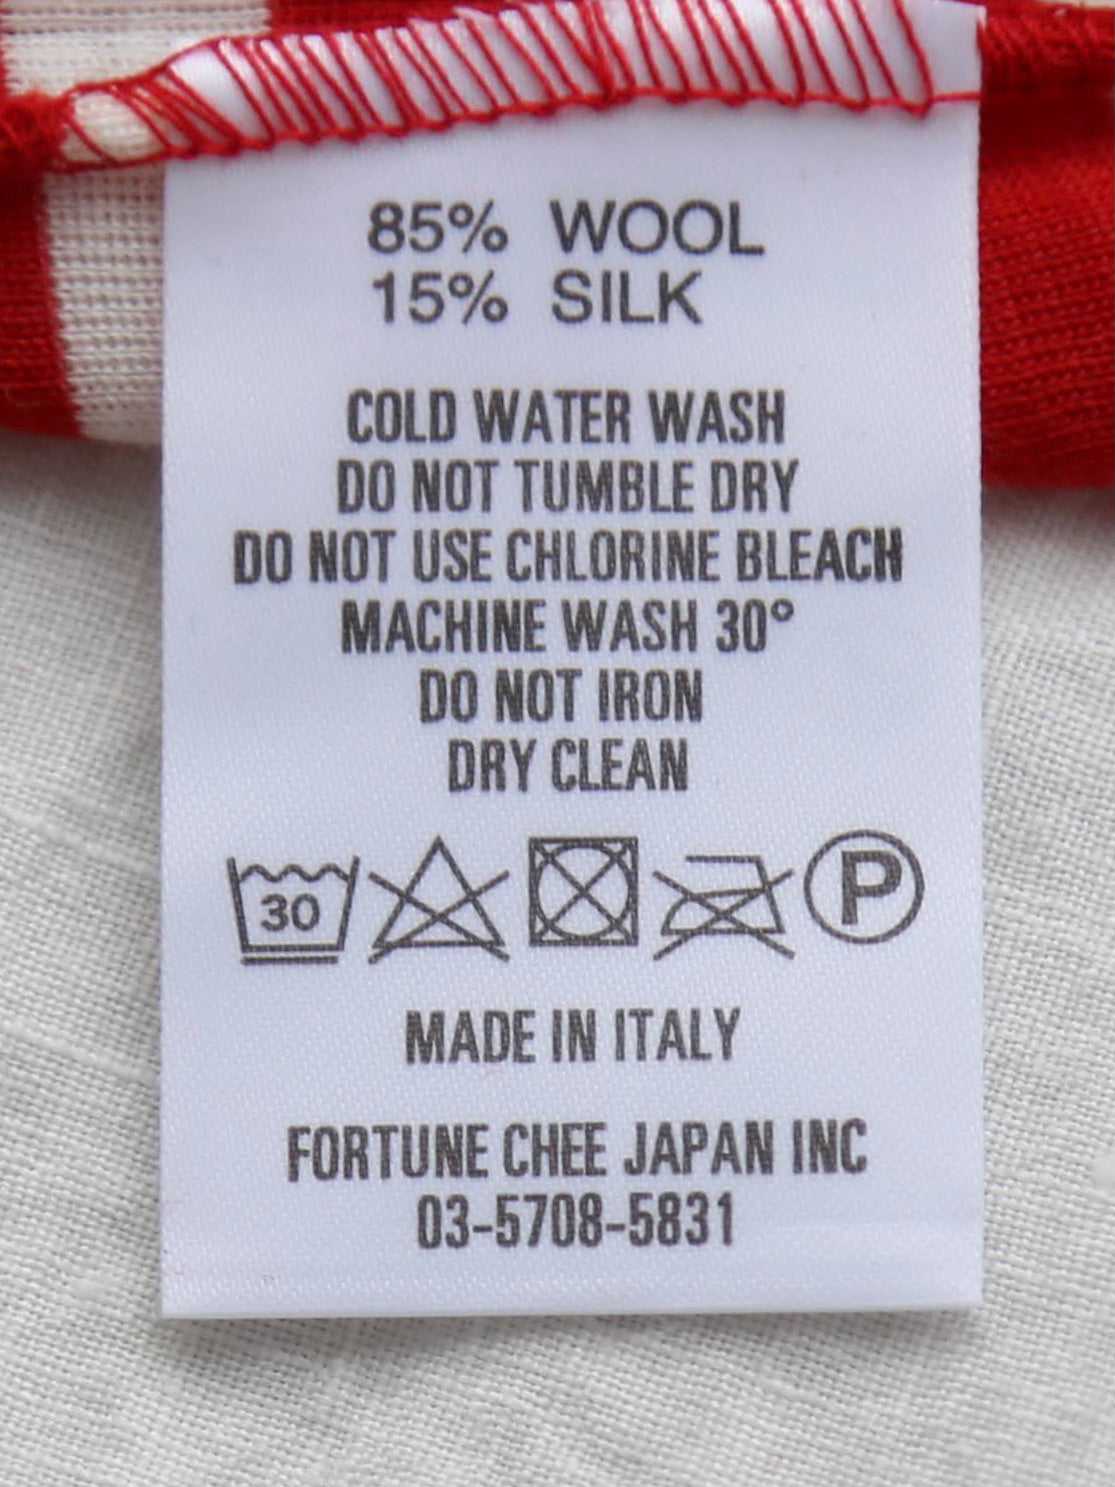 85% WOOL
15% SILK
COLD WATER WASH
DO NOT TUMBLE DRY
DO NOT USE CHLORINE BLEACH
MACHINE WASH 30°
DO NOT IRON
DRY CLEAN
30 P
MADE IN ITALY
FORTUNE CHEE JAPAN INC
03-5708-5831